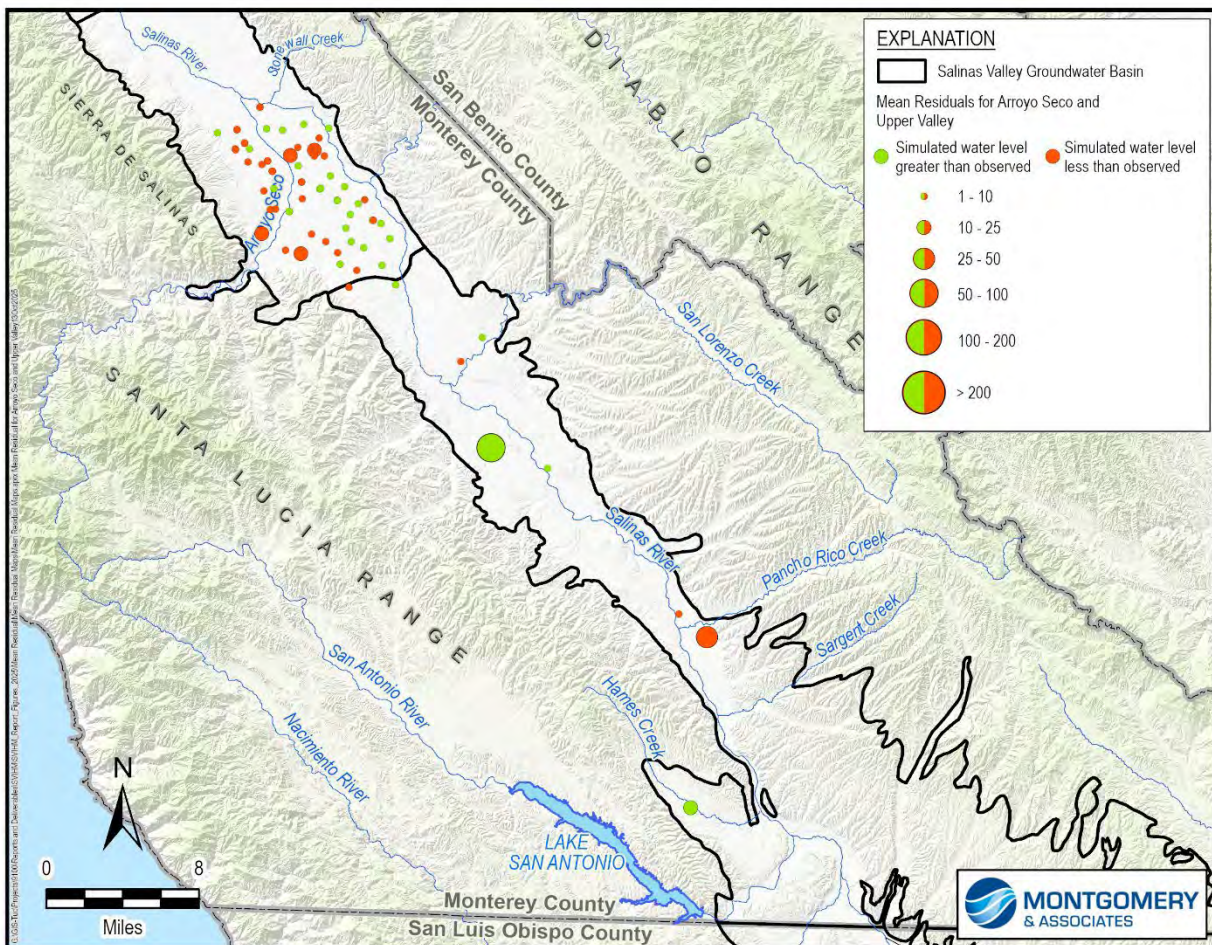 EXPLANATION
Salinas Valley Groundwater Basin
Mean Residuals for Arroyo Seco and
Upper Valley
Simulated water level
greater than observed
Simulated water level
less than observed
1 - 10
10 - 25
25 - 50
50 - 100
100 - 200
> 200
Salinas River
Stonewall Creek
SIERRA DE SALINAS
Arroyo Seco
San Benito County
Monterey County
DIABLO RANGE
San Lorenzo Creek
SANTA LUCIA RANGE
Salinas River
Pancho Rico Creek
Sargent Creek
San Antonio River
Nacimiento River
Hames Creek
LAKE
SAN ANTONIO
N
0 8
Miles
Monterey County
San Luis Obispo County
MONTGOMERY
& ASSOCIATES